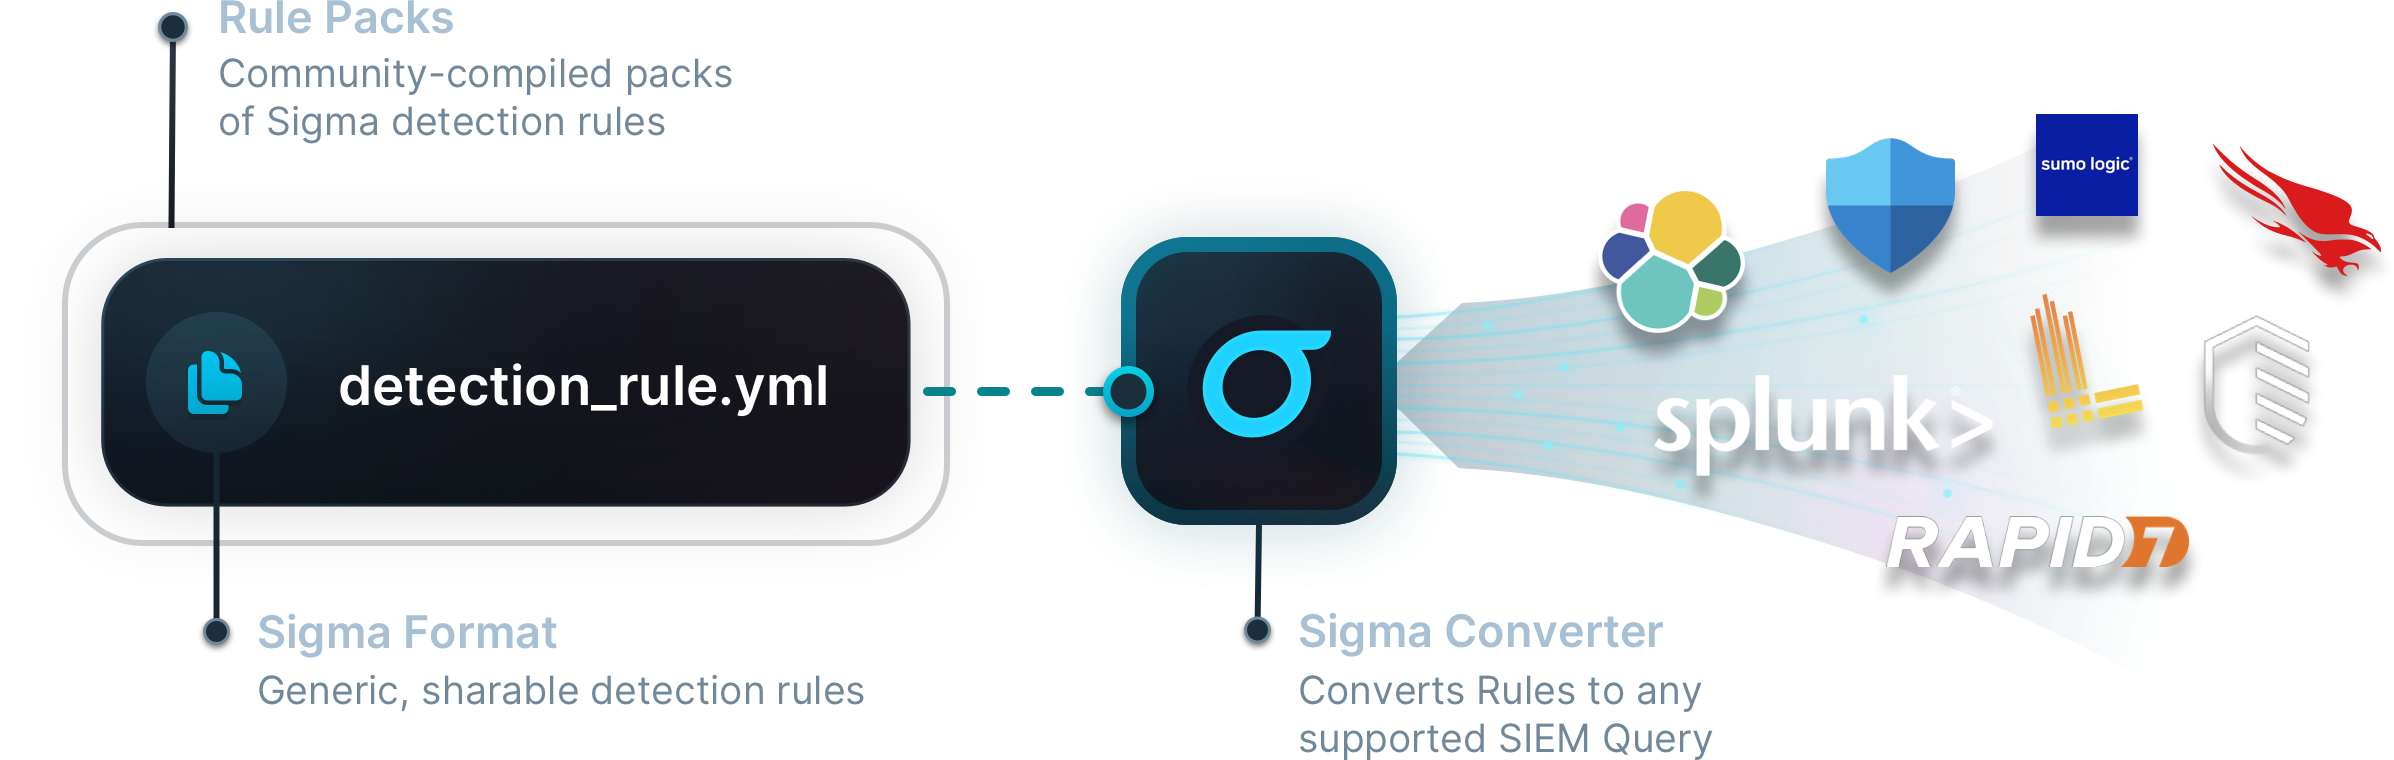 Rule Packs
Community-compiled packs
of Sigma detection rules
detection_rule.yml
Sigma Format
Generic, sharable detection rules
Sigma Converter
Converts Rules to any
supported SIEM Query
sumo logic
splunk>
RAPID7